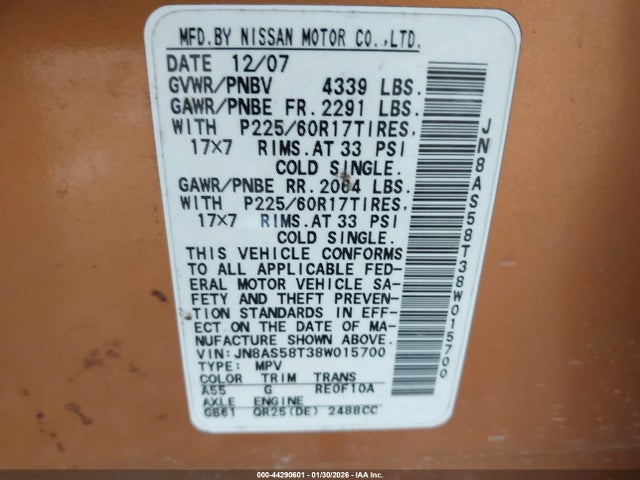 MFD.BY NISSAN MOTOR CO.,LTD.
DATE 12/07
GVWR/PNBV 4339 LBS.
GAWR/PNBE FR. 2291 LBS.
WITH P225/60R17TIRES,
17x7 RIMS.AT 33 PSI
COLD SINGLE.
GAWR/PNBE RR. 2064 LBS.
WITH P225/60R17TIRES,
17x7 RIMS.AT 33 PSI
COLD SINGLE.
THIS VEHICLE CONFORMS
TO ALL APPLICABLE FED-
ERAL MOTOR VEHICLE SA-
FETY AND THEFT PREVEN-
TION STANDARDS IN EFF-
ECT ON THE DATE OF MA-
NUFACTURE SHOWN ABOVE.
VIN:JN8AS58T38W015700
TYPE: MPV
COLOR TRIM TRANS
A55 G RE0F10A
AXLE ENGINE
GB61 QR25(DE) 2488CC
JN8AS58T38W015700
000-44290601 - 01/30/2026 - IAA Inc.